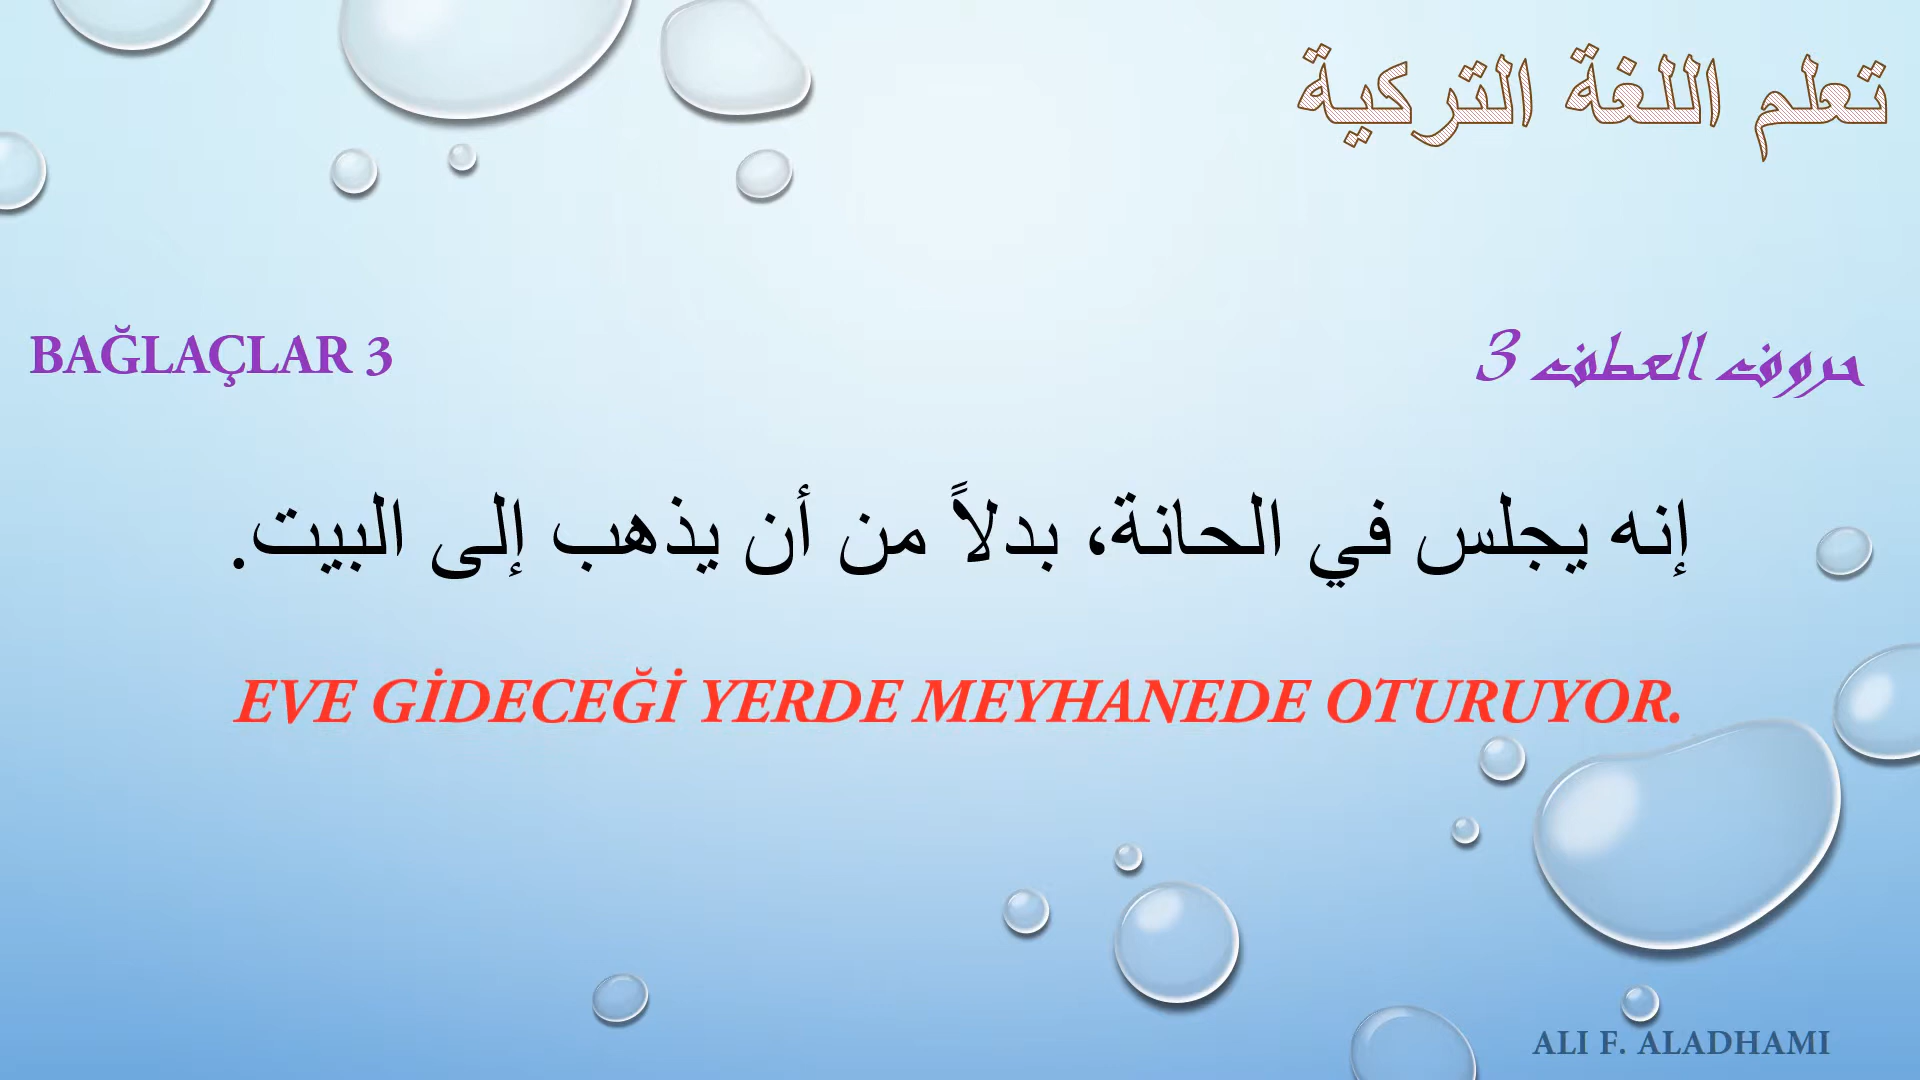 تعلم اللغة التركية
BAĞLAÇLAR 3
حروف العطف 3
إنه يجلس في الحانة، بدلاً من أن يذهب إلى البيت.
EVE GİDECEĞİ YERDE MEYHANEDE OTURUYOR.
ALI F. ALADHAMI